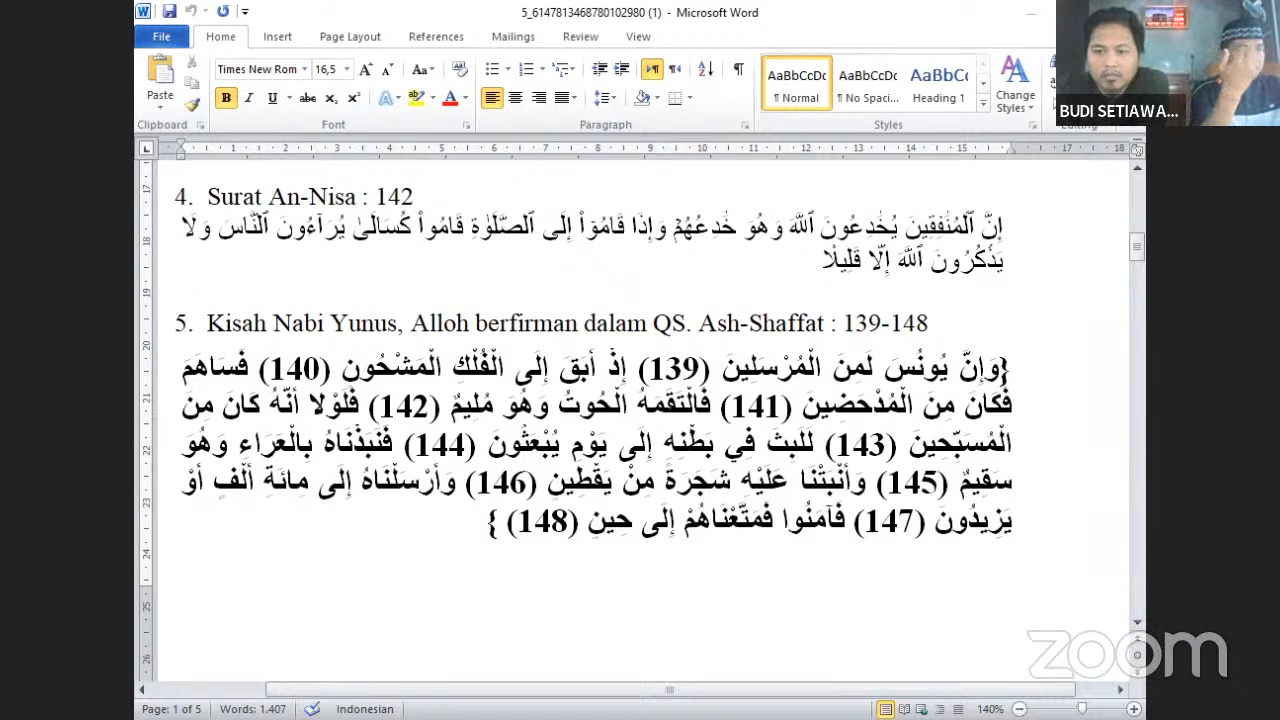 5_6147813468780102980 (1) - Microsoft Word
File Home Insert Page Layout References Mailings Review View
Times New Rom 16,5
Paste
Clipboard Font Paragraph Styles Editing
AaBbCcDc AaBbCcDc AaBbC
¶ Normal ¶ No Spaci... Heading 1
Change Styles
BUDI SETIAWA...
4. Surat An-Nisa : 142
إِنَّ ٱلْمُنَٰفِقِينَ يُخَٰدِعُونَ ٱللَّهَ وَهُوَ خَٰدِعُهُمْ وَإِذَا قَامُوٓا۟ إِلَى ٱلصَّلَوٰةِ قَامُوا۟ كُسَالَىٰ يُرَآءُونَ ٱلنَّاسَ وَلَا
يَذْكُرُونَ ٱللَّهَ إِلَّا قَلِيلًا
5. Kisah Nabi Yunus, Alloh berfirman dalam QS. Ash-Shaffat : 139-148
{وَإِنَّ يُونُسَ لَمِنَ الْمُرْسَلِينَ (139) إِذْ أَبَقَ إِلَى الْفُلْكِ الْمَشْحُونِ (140) فَسَاهَمَ
فَكَانَ مِنَ الْمُدْحَضِينَ (141) فَالْتَقَمَهُ الْحُوتُ وَهُوَ مُلِيمٌ (142) فَلَوْلا أَنَّهُ كَانَ مِنَ
الْمُسَبِّحِينَ (143) لَلَبِثَ فِي بَطْنِهِ إِلَى يَوْمِ يُبْعَثُونَ (144) فَنَبَذْنَاهُ بِالْعَرَاءِ وَهُوَ
سَقِيمٌ (145) وَأَنْبَتْنَا عَلَيْهِ شَجَرَةً مِنْ يَقْطِينٍ (146) وَأَرْسَلْنَاهُ إِلَى مِائَةِ أَلْفٍ أَوْ
يَزِيدُونَ (147) فَآمَنُوا فَمَتَّعْنَاهُمْ إِلَى حِينٍ (148) }
zoom
Page: 1 of 5 Words: 1.407 Indonesian 140%